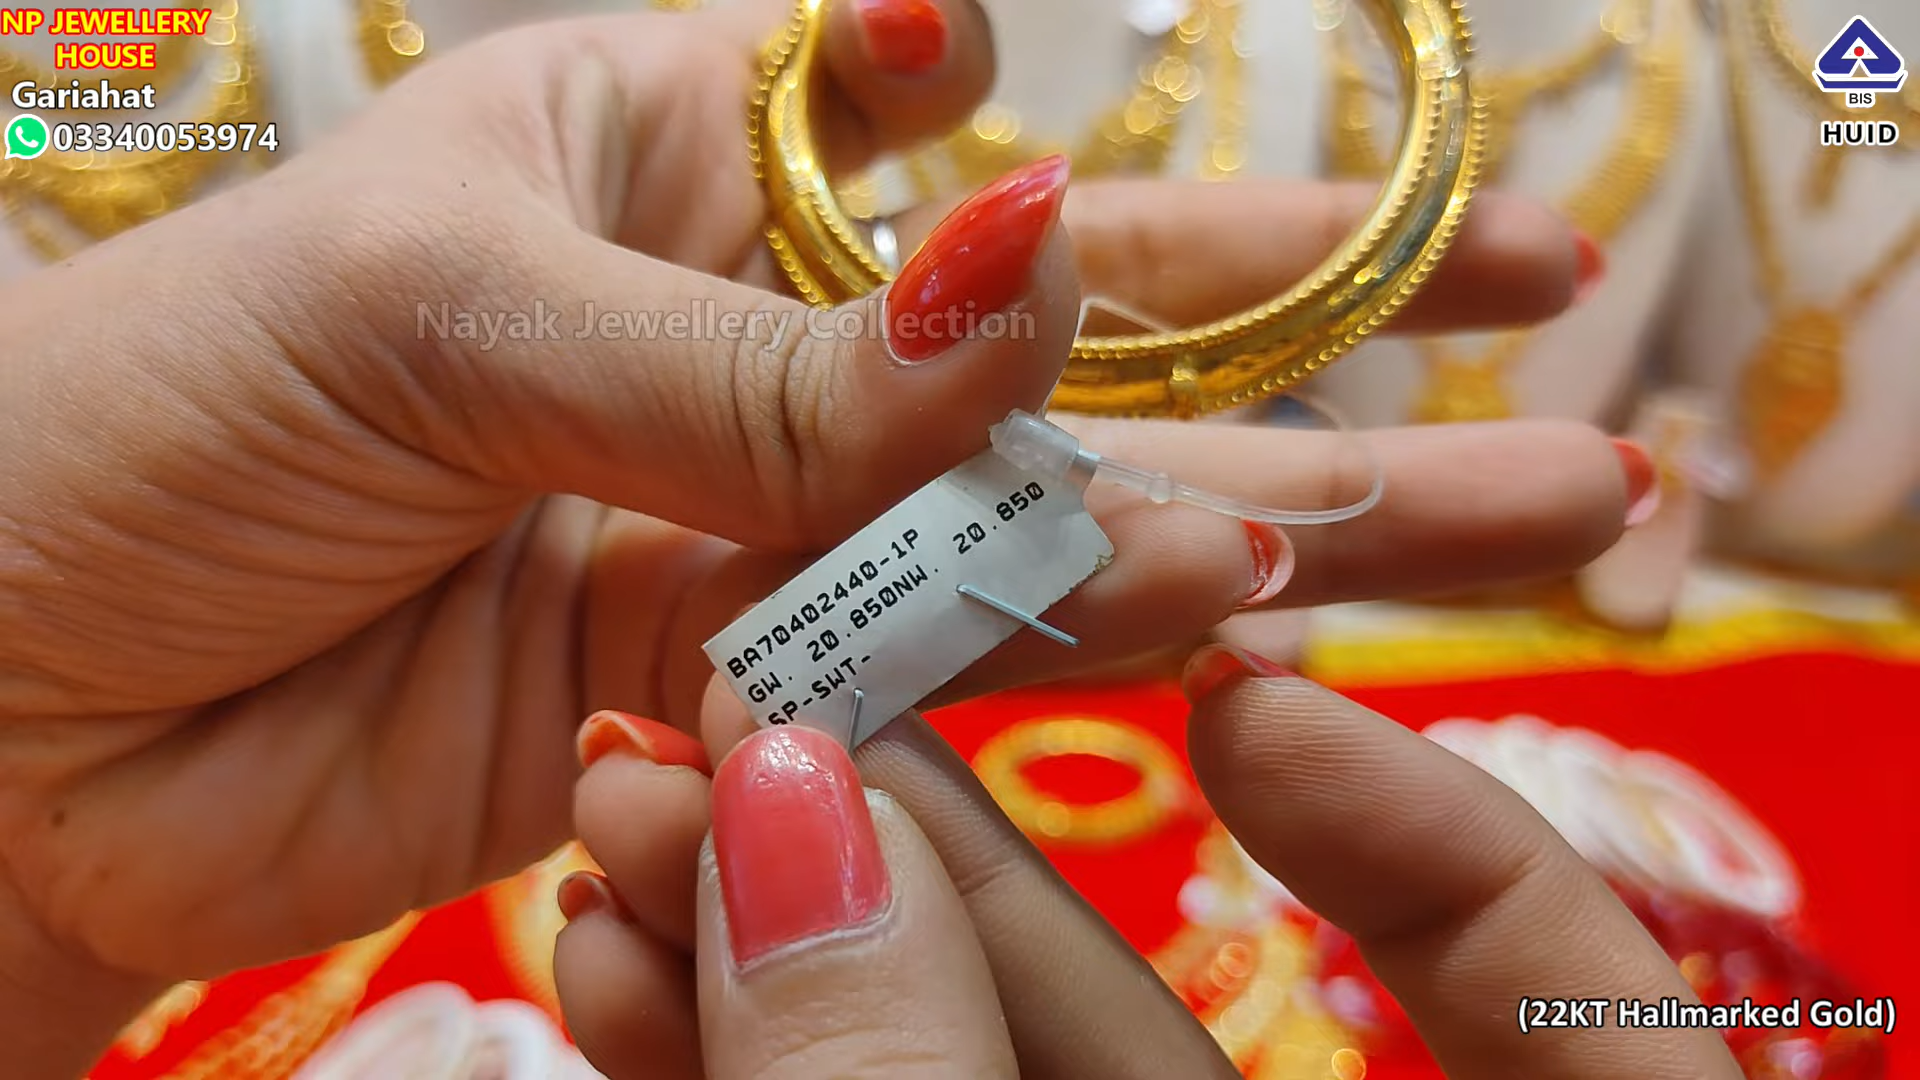 NP JEWELLERY
HOUSE
Gariahat
03340053974
BIS
HUID
Nayak Jewellery Collection
BA70402440-1P
GW. 20.850NW. 20.850
SP-SWT-
(22KT Hallmarked Gold)